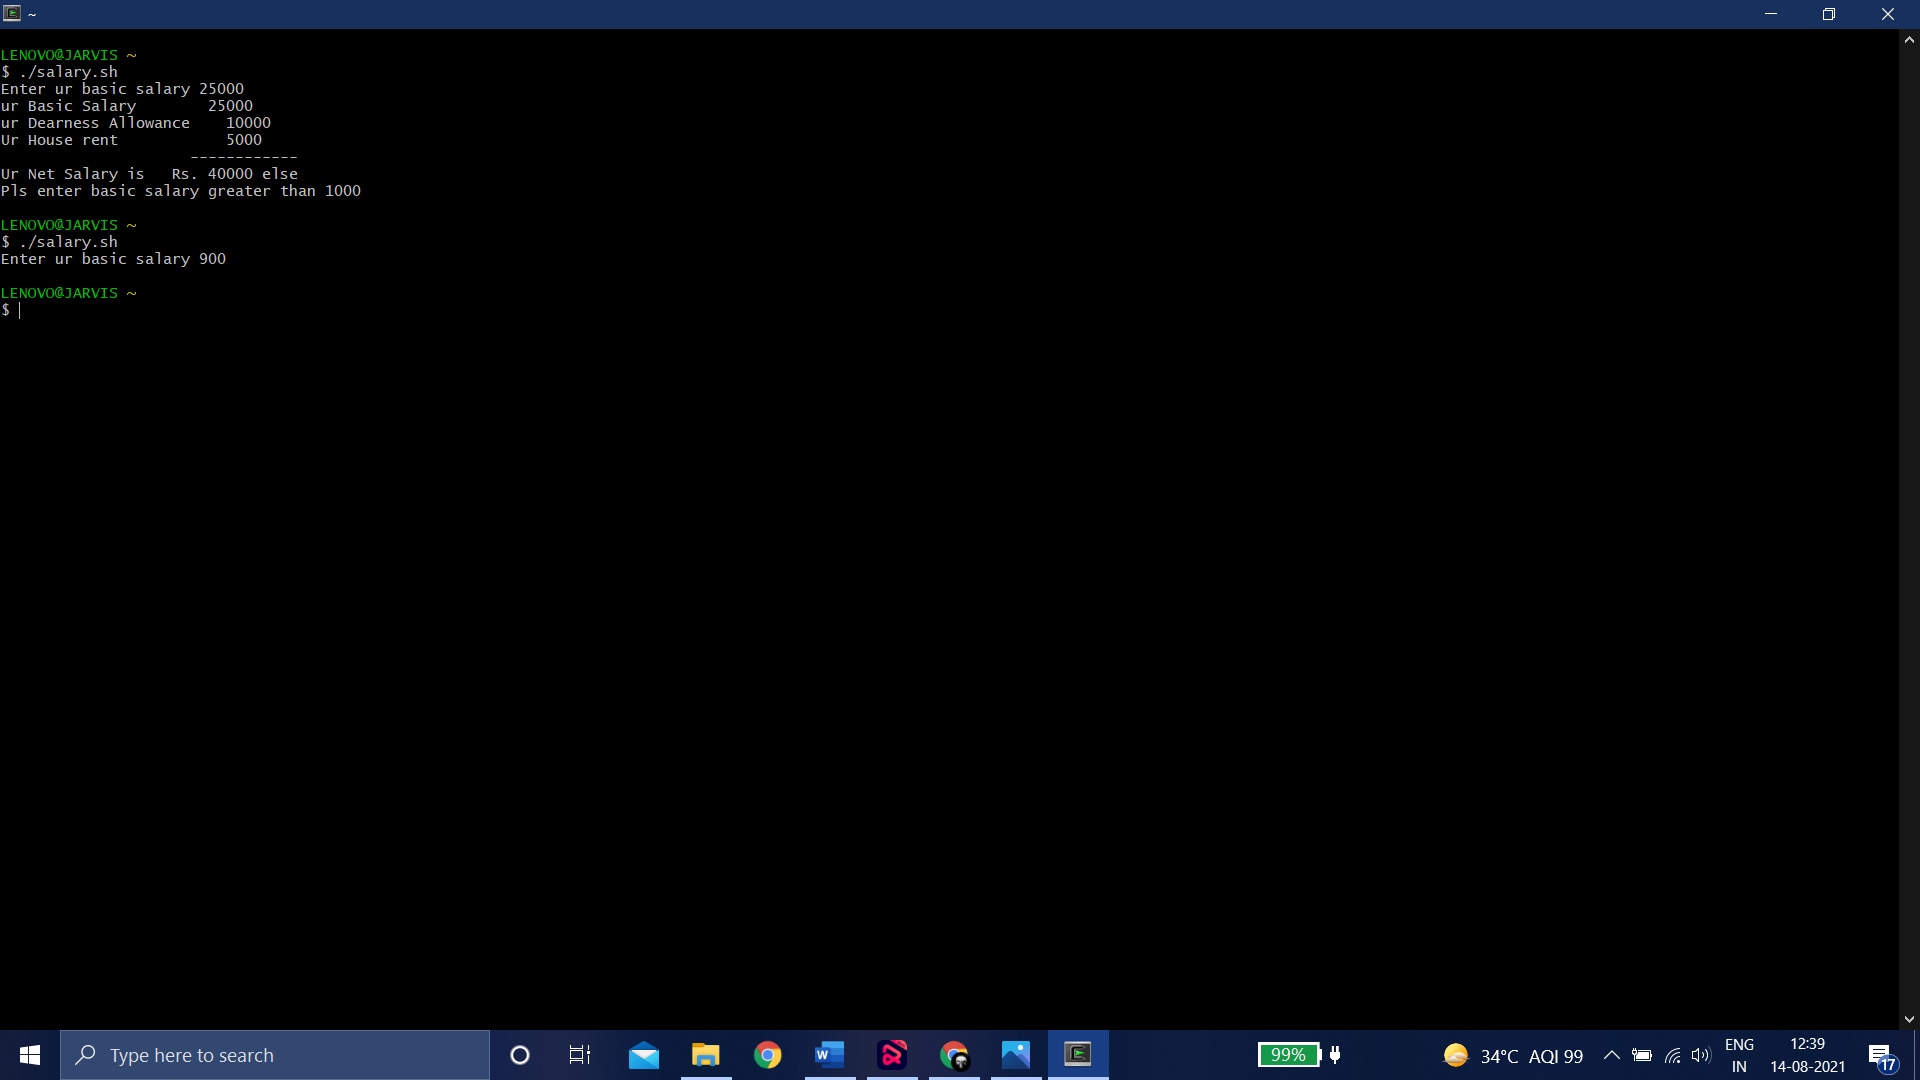 ~
LENOVO@JARVIS ~
$ ./salary.sh
Enter ur basic salary 25000
ur Basic Salary        25000
ur Dearness Allowance    10000
Ur House rent            5000
------------
Ur Net Salary is   Rs. 40000 else
Pls enter basic salary greater than 1000
LENOVO@JARVIS ~
$ ./salary.sh
Enter ur basic salary 900
LENOVO@JARVIS ~
$
Type here to search
W
99%
34°C AQI 99
ENG
IN
12:39
14-08-2021
17